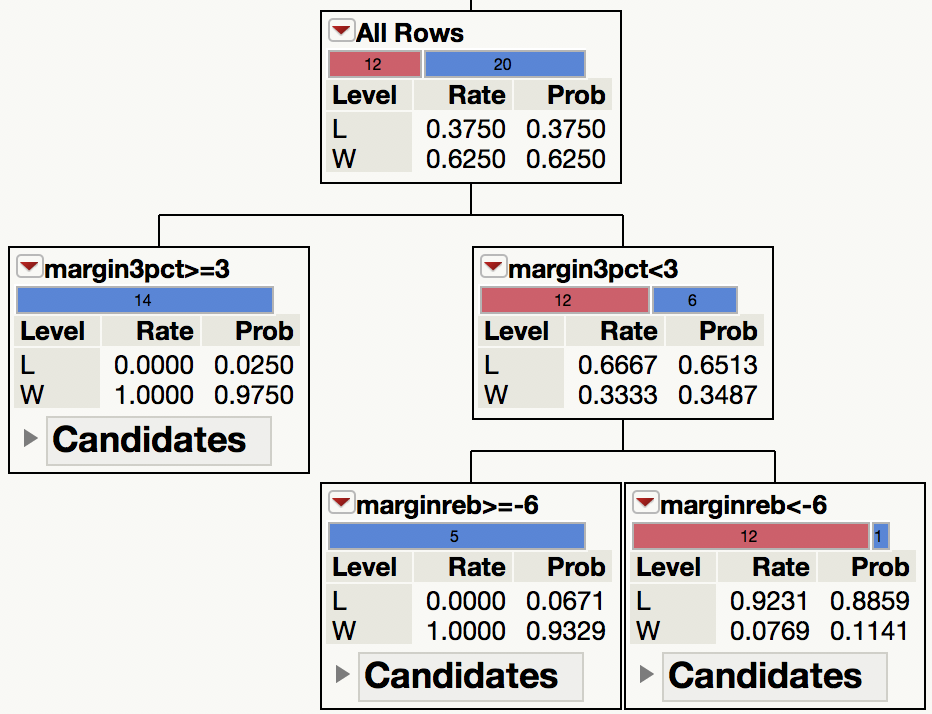 All Rows
12 20
Level Rate Prob
L 0.3750 0.3750
W 0.6250 0.6250
margin3pct>=3
14
Level Rate Prob
L 0.0000 0.0250
W 1.0000 0.9750
Candidates
margin3pct<3
12 6
Level Rate Prob
L 0.6667 0.6513
W 0.3333 0.3487
marginreb>=-6
5
Level Rate Prob
L 0.0000 0.0671
W 1.0000 0.9329
Candidates
marginreb<-6
12 1
Level Rate Prob
L 0.9231 0.8859
W 0.0769 0.1141
Candidates